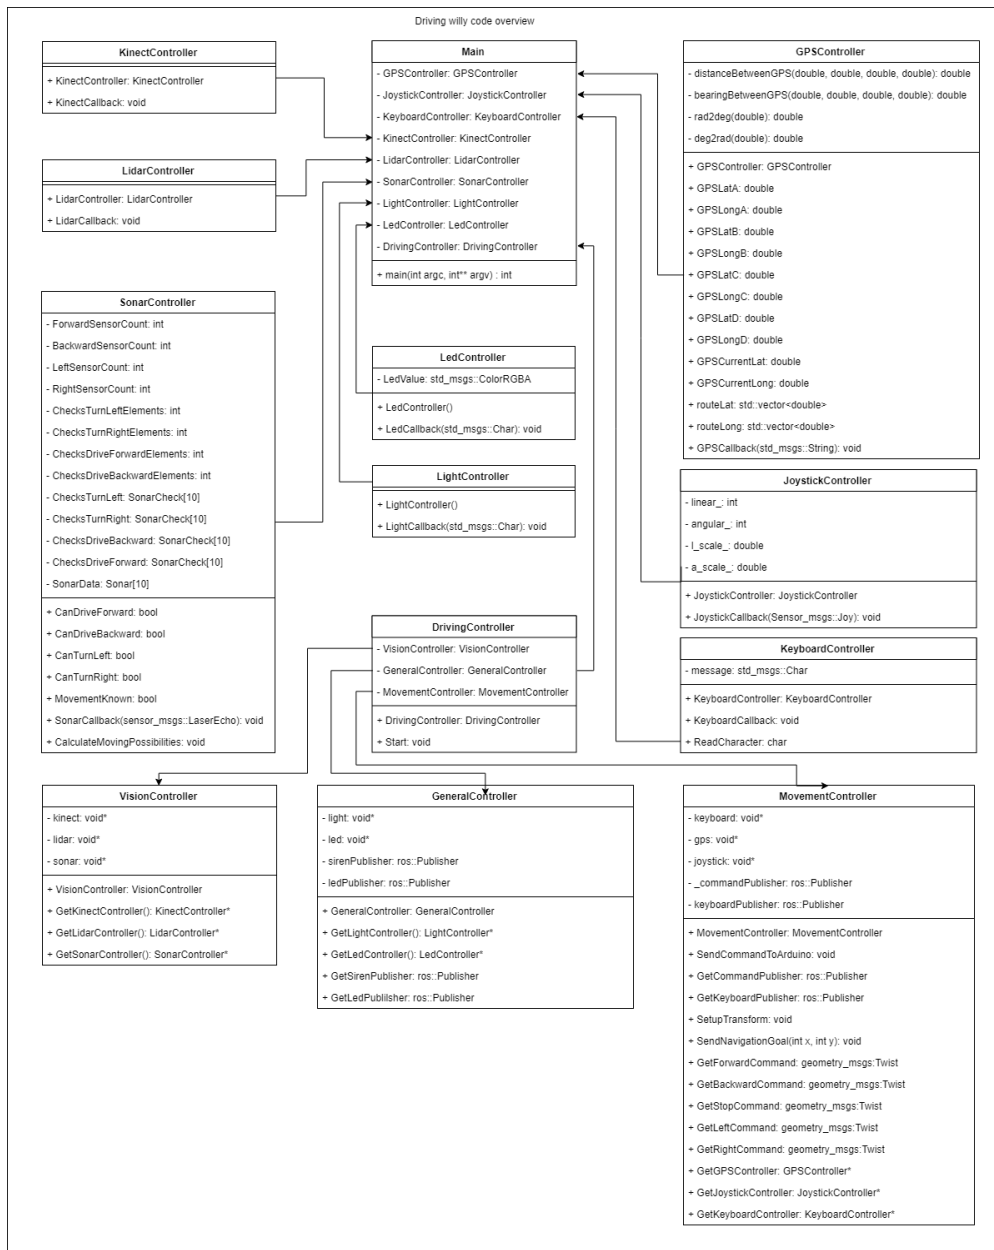 Driving willy code overview
KinectController
+ KinectController: KinectController
+ KinectCallback: void
LidarController
+ LidarController: LidarController
+ LidarCallback: void
SonarController
- ForwardSensorCount: int
- BackwardSensorCount: int
- LeftSensorCount: int
- RightSensorCount: int
- ChecksTurnLeftElements: int
- ChecksTurnRightElements: int
- ChecksDriveForwardElements: int
- ChecksDriveBackwardElements: int
- ChecksTurnLeft: SonarCheck[10]
- ChecksTurnRight: SonarCheck[10]
- ChecksDriveBackward: SonarCheck[10]
- ChecksDriveForward: SonarCheck[10]
- SonarData: Sonar[10]
+ CanDriveForward: bool
+ CanDriveBackward: bool
+ CanTurnLeft: bool
+ CanTurnRight: bool
+ MovementKnown: bool
+ SonarCallback(sensor_msgs::LaserEcho): void
+ CalculateMovingPossibilities: void
Main
- GPSController: GPSController
- JoystickController: JoystickController
- KeyboardController: KeyboardController
- KinectController: KinectController
- LidarController: LidarController
- SonarController: SonarController
- LightController: LightController
- LedController: LedController
- DrivingController: DrivingController
+ main(int argc, int** argv) : int
LedController
- LedValue: std_msgs::ColorRGBA
+ LedController()
+ LedCallback(std_msgs::Char): void
LightController
+ LightController()
+ LightCallback(std_msgs::Char): void
DrivingController
- VisionController: VisionController
- GeneralController: GeneralController
- MovementController: MovementController
+ DrivingController: DrivingController
+ Start: void
GPSController
- distanceBetweenGPS(double, double, double, double): double
- bearingBetweenGPS(double, double, double, double): double
- rad2deg(double): double
- deg2rad(double): double
+ GPSController: GPSController
+ GPSLatA: double
+ GPSLongA: double
+ GPSLatB: double
+ GPSLongB: double
+ GPSLatC: double
+ GPSLongC: double
+ GPSLatD: double
+ GPSLongD: double
+ GPSCurrentLat: double
+ GPSCurrentLong: double
+ routeLat: std::vector<double>
+ routeLong: std::vector<double>
+ GPSCallback(std_msgs::String): void
JoystickController
- linear_: int
- angular_: int
- l_scale_: double
- a_scale_: double
+ JoystickController: JoystickController
+ JoystickCallback(Sensor_msgs::Joy): void
KeyboardController
- message: std_msgs::Char
+ KeyboardController: KeyboardController
+ KeyboardCallback: void
+ ReadCharacter: char
VisionController
- kinect: void*
- lidar: void*
- sonar: void*
+ VisionController: VisionController
+ GetKinectController(): KinectController*
+ GetLidarController(): LidarController*
+ GetSonarController(): SonarController*
GeneralController
- light: void*
- led: void*
- sirenPublisher: ros::Publisher
- ledPublisher: ros::Publisher
+ GeneralController: GeneralController
+ GetLightController(): LightController*
+ GetLedController(): LedController*
+ GetSirenPublisher: ros::Publisher
+ GetLedPublilsher: ros::Publisher
MovementController
- keyboard: void*
- gps: void*
- joystick: void*
- _commandPublisher: ros::Publisher
- keyboardPublisher: ros::Publisher
+ MovementController: MovementController
+ SendCommandToArduino: void
+ GetCommandPublisher: ros::Publisher
+ GetKeyboardPublisher: ros::Publisher
+ SetupTransform: void
+ SendNavigationGoal(int x, int y): void
+ GetForwardCommand: geometry_msgs:Twist
+ GetBackwardCommand: geometry_msgs:Twist
+ GetStopCommand: geometry_msgs:Twist
+ GetLeftCommand: geometry_msgs:Twist
+ GetRightCommand: geometry_msgs:Twist
+ GetGPSController: GPSController*
+ GetJoystickController: JoystickController*
+ GetKeyboardController: KeyboardController*